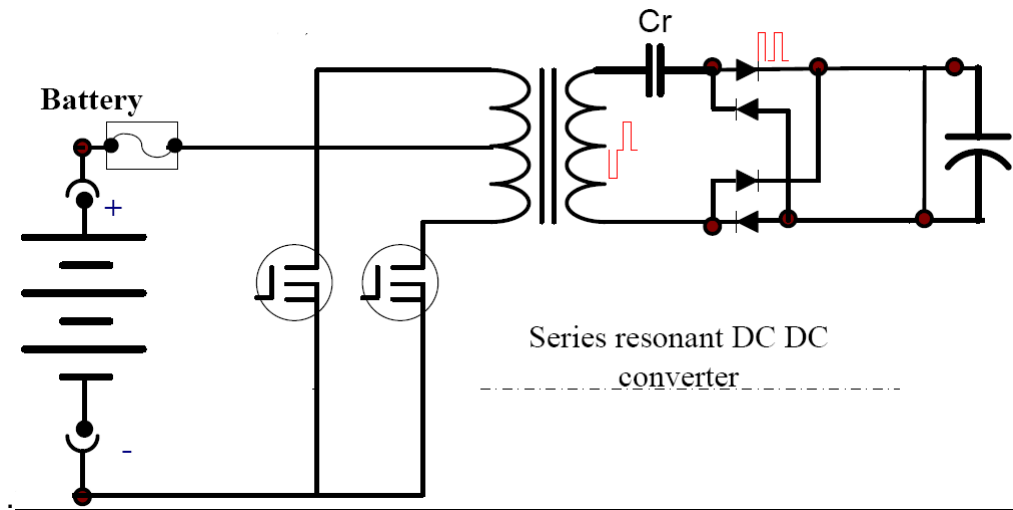 Cr
Battery
+
-
Series resonant DC DC
converter